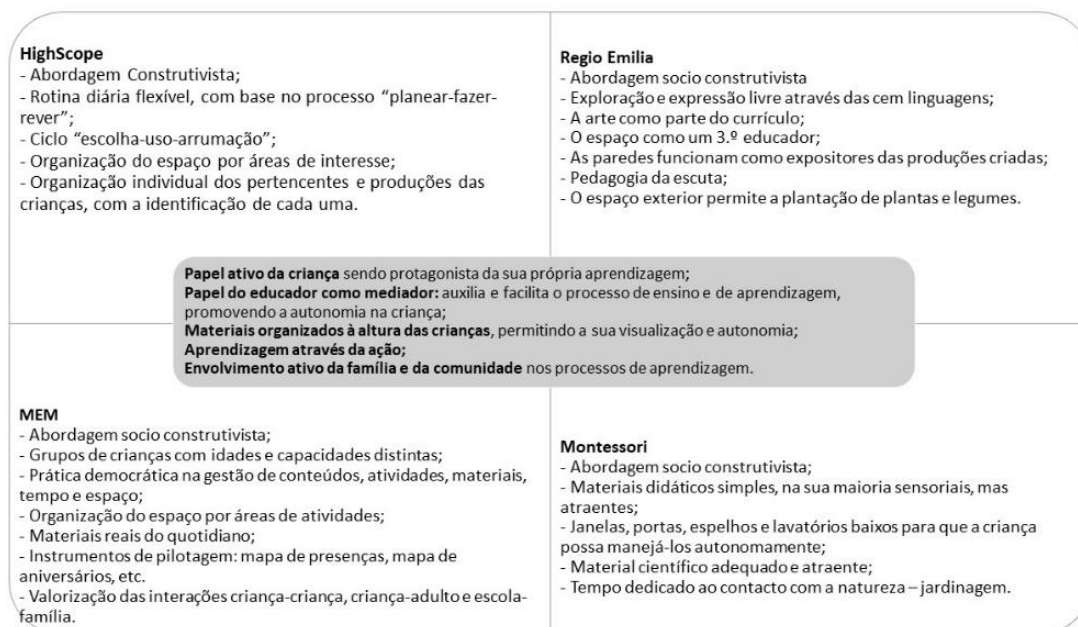 HighScope
- Abordagem Construtivista;
- Rotina diária flexível, com base no processo “planear-fazer-
rever”;
- Ciclo “escolha-uso-arrumação”;
- Organização do espaço por áreas de interesse;
- Organização individual dos pertencentes e produções das
crianças, com a identificação de cada uma.
Regio Emilia
- Abordagem socio construtivista
- Exploração e expressão livre através das cem linguagens;
- A arte como parte do currículo;
- O espaço como um 3.º educador;
- As paredes funcionam como expositores das produções criadas;
- Pedagogia da escuta;
- O espaço exterior permite a plantação de plantas e legumes.
Papel ativo da criança sendo protagonista da sua própria aprendizagem;
Papel do educador como mediador: auxilia e facilita o processo de ensino e de aprendizagem,
promovendo a autonomia na criança;
Materiais organizados à altura das crianças, permitindo a sua visualização e autonomia;
Aprendizagem através da ação;
Envolvimento ativo da família e da comunidade nos processos de aprendizagem.
MEM
- Abordagem socio construtivista;
- Grupos de crianças com idades e capacidades distintas;
- Prática democrática na gestão de conteúdos, atividades, materiais,
tempo e espaço;
- Organização do espaço por áreas de atividades;
- Materiais reais do quotidiano;
- Instrumentos de pilotagem: mapa de presenças, mapa de
aniversários, etc.
- Valorização das interações criança-criança, criança-adulto e escola-
família.
Montessori
- Abordagem socio construtivista;
- Materiais didáticos simples, na sua maioria sensoriais, mas
atraentes;
- Janelas, portas, espelhos e lavatórios baixos para que a criança
possa manejá-los autonomamente;
- Material científico adequado e atraente;
- Tempo dedicado ao contacto com a natureza – jardinagem.